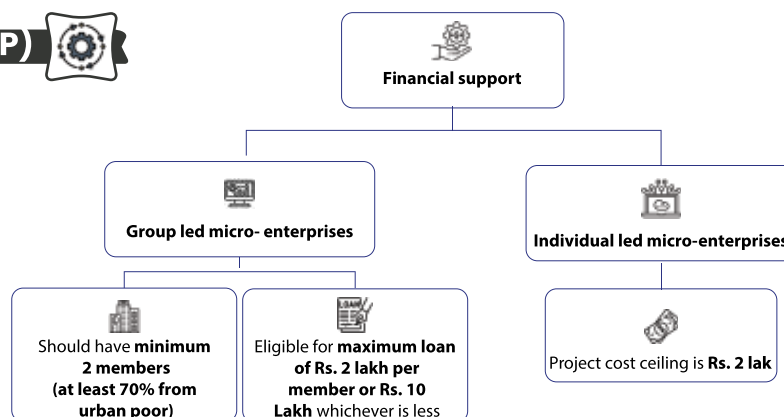 P)
Financial support
Group led micro- enterprises
Individual led micro-enterprises
Should have minimum
2 members
(at least 70% from
urban poor)
Eligible for maximum loan
of Rs. 2 lakh per
member or Rs. 10
Lakh whichever is less
Project cost ceiling is Rs. 2 lak
LOAN